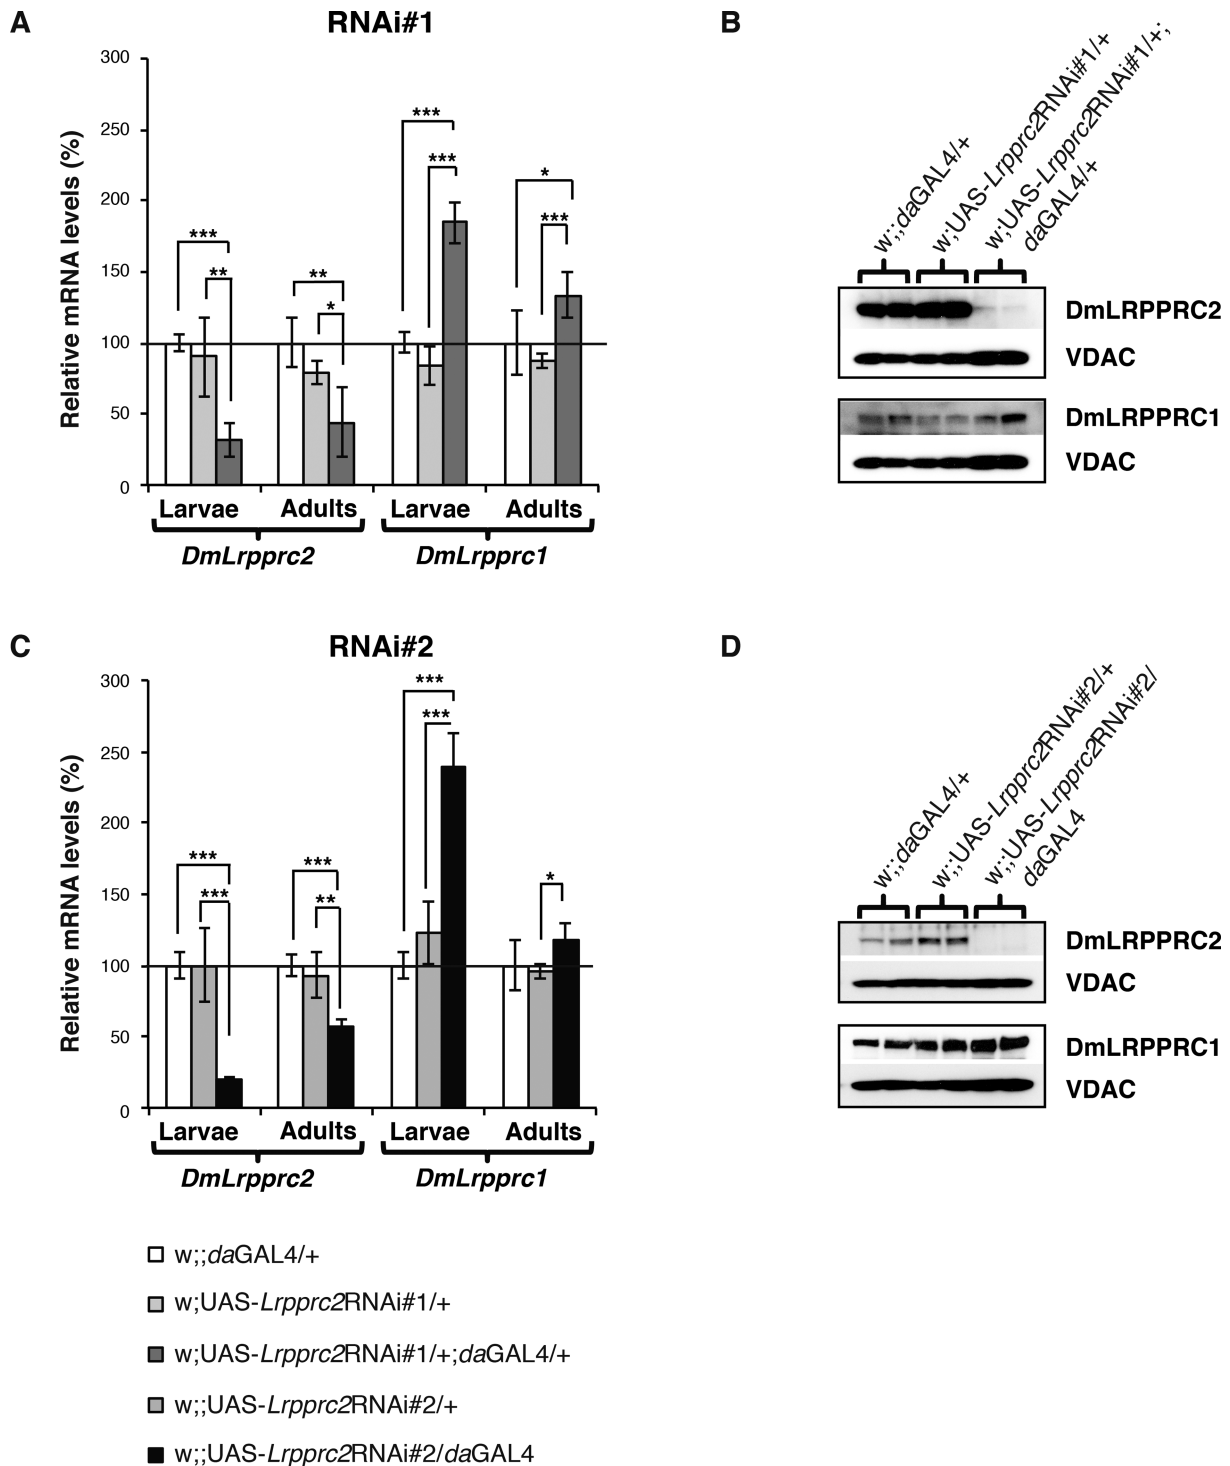 A
RNAi#1
Relative mRNA levels (%)
300
250
200
150
100
50
0
***
**
**
*
***
***
*
***
Larvae
Adults
Larvae
Adults
DmLrpprc2
DmLrpprc1
B
w;;daGAL4/+
w;UAS-Lrpprc2RNAi#1/+
w;UAS-Lrpprc2RNAi#1/+;
daGAL4/+
DmLRPPRC2
VDAC
DmLRPPRC1
VDAC
C
RNAi#2
Relative mRNA levels (%)
300
250
200
150
100
50
0
***
***
***
**
***
***
*
Larvae
Adults
Larvae
Adults
DmLrpprc2
DmLrpprc1
D
w;;daGAL4/+
w;;UAS-Lrpprc2RNAi#2/+
w;;UAS-Lrpprc2RNAi#2/
daGAL4
DmLRPPRC2
VDAC
DmLRPPRC1
VDAC
w;;daGAL4/+
w;UAS-Lrpprc2RNAi#1/+
w;UAS-Lrpprc2RNAi#1/+;daGAL4/+
w;;UAS-Lrpprc2RNAi#2/+
w;;UAS-Lrpprc2RNAi#2/daGAL4